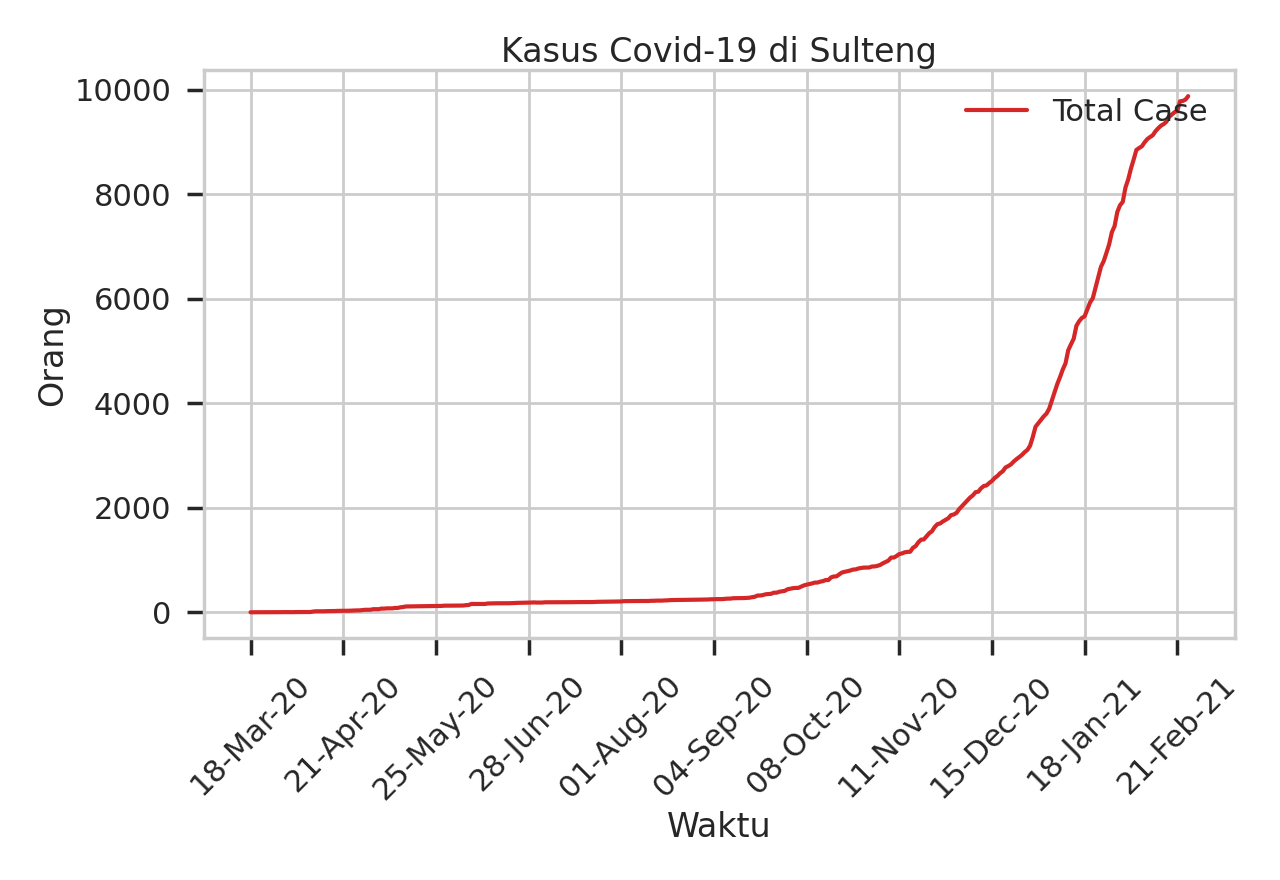 Kasus Covid-19 di Sulteng
Total Case
10000
8000
6000
4000
2000
0
Orang
18-Mar-20
21-Apr-20
25-May-20
28-Jun-20
01-Aug-20
04-Sep-20
08-Oct-20
11-Nov-20
15-Dec-20
18-Jan-21
21-Feb-21
Waktu